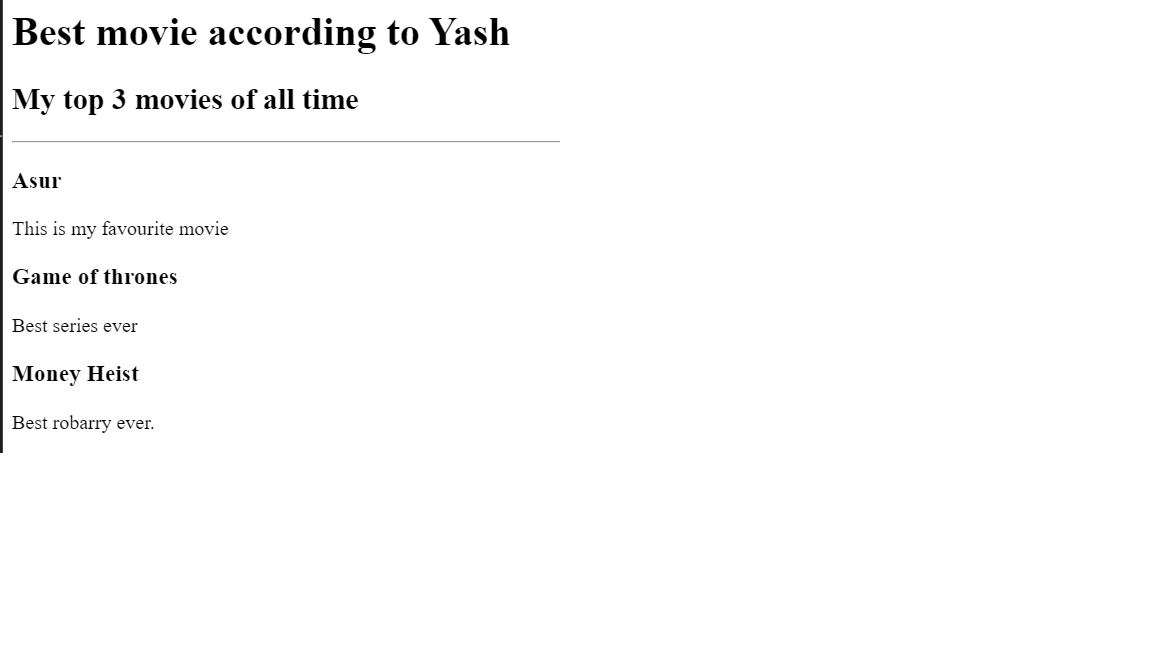 Best movie according to Yash
My top 3 movies of all time
Asur
This is my favourite movie
Game of thrones
Best series ever
Money Heist
Best robarry ever.